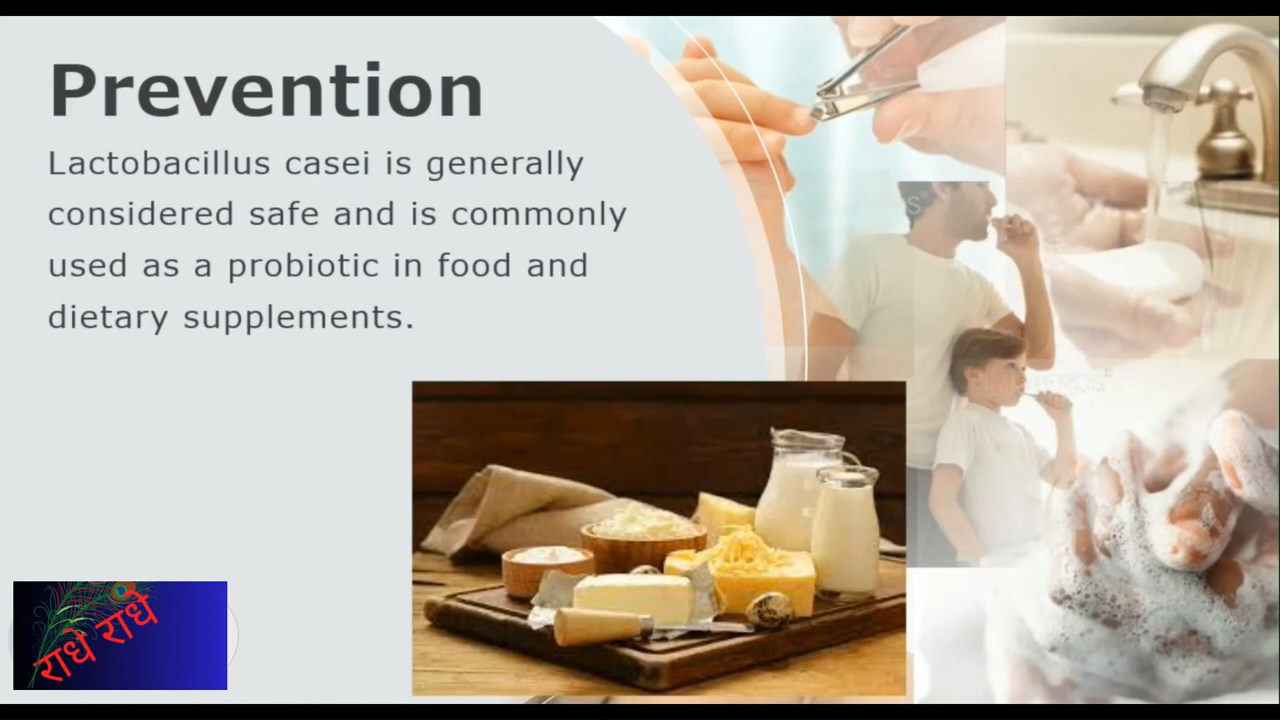 Prevention
Lactobacillus casei is generally
considered safe and is commonly
used as a probiotic in food and
dietary supplements.
राधे राधे